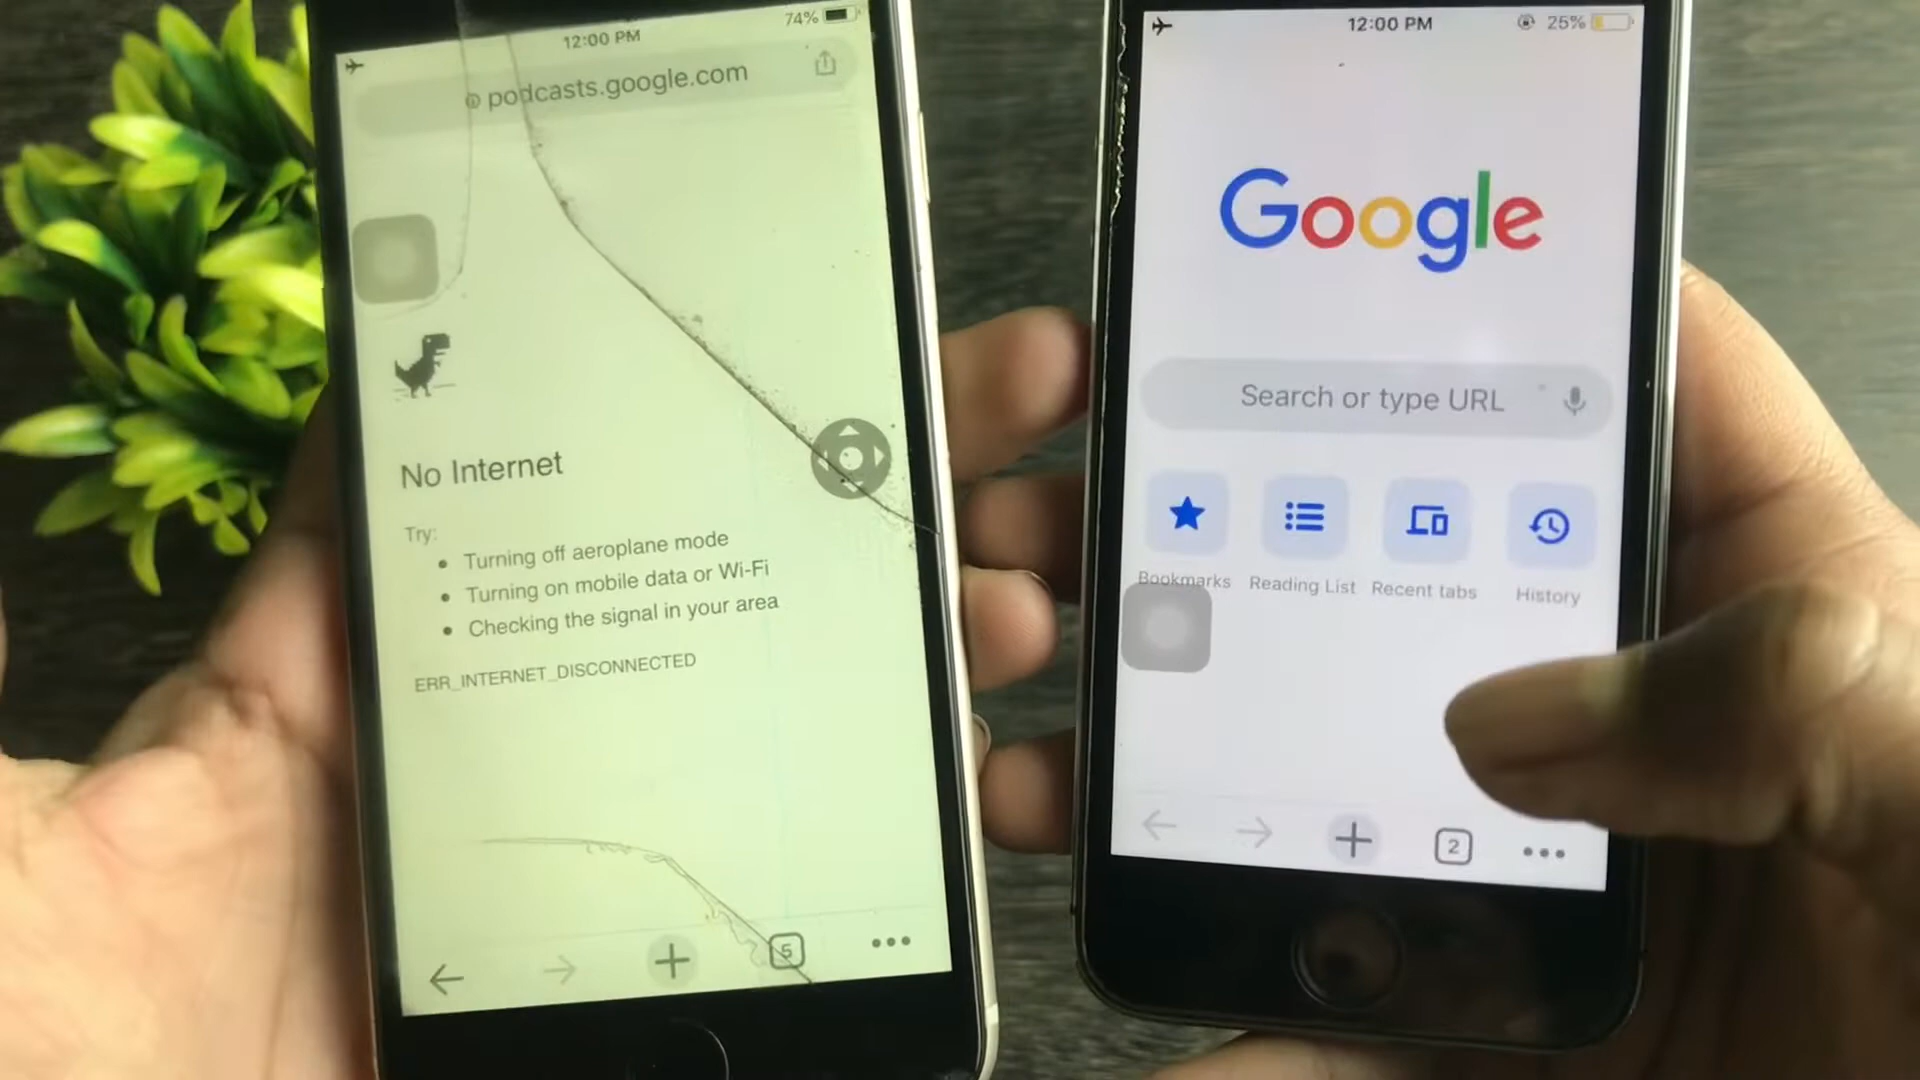 74%
12:00 PM
podcasts.google.com
No Internet
Try:
Turning off aeroplane mode
Turning on mobile data or Wi-Fi
Checking the signal in your area
ERR_INTERNET_DISCONNECTED
5
12:00 PM 25%
Google
Search or type URL
Bookmarks Reading List Recent tabs History
2